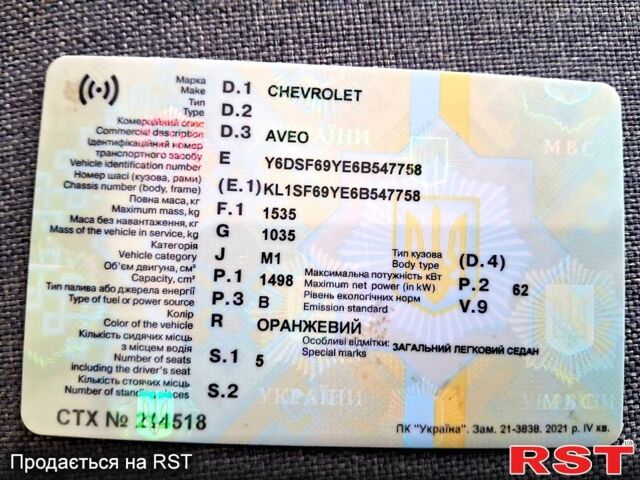 Марка
Make D.1 CHEVROLET
Тип
Type D.2
Комерційний опис
Commercial description D.3 AVEO
Ідентифікаційний номер
транспортного засобу
Vehicle identification number E Y6DSF69YE6B547758
Номер шасі (кузова, рами)
Chassis number (body, frame) (E.1) KL1SF69YE6B547758
Повна маса, кг
Maximum mass, kg F.1 1535
Маса без навантаження, кг
Mass of the vehicle in service, kg G 1035
Категорія
Vehicle category J M1
Тип кузова
Body type (D.4)
Об'єм двигуна, см³
Capacity, cm³ P.1 1498
Максимальна потужність кВт
Maximum net power (in kW) P.2 62
Тип палива або джерела енергії
Type of fuel or power source P.3 B
Рівень екологічних норм
Emission standard V.9
Колір
Color of the vehicle R ОРАНЖЕВИЙ
Особливі відмітки: ЗАГАЛЬНИЙ ЛЕГКОВИЙ СЕДАН
Special marks
Кількість сидячих місць
з місцем водія
Number of seats S.1 5
including the driver's seat
Кількість стоячих місць
Number of standing places S.2
УКРАЇНИ
МВС
СТХ № 214518
ПК "Україна". Зам. 21-3838. 2021 р. IV кв.
Продається на RST
RST